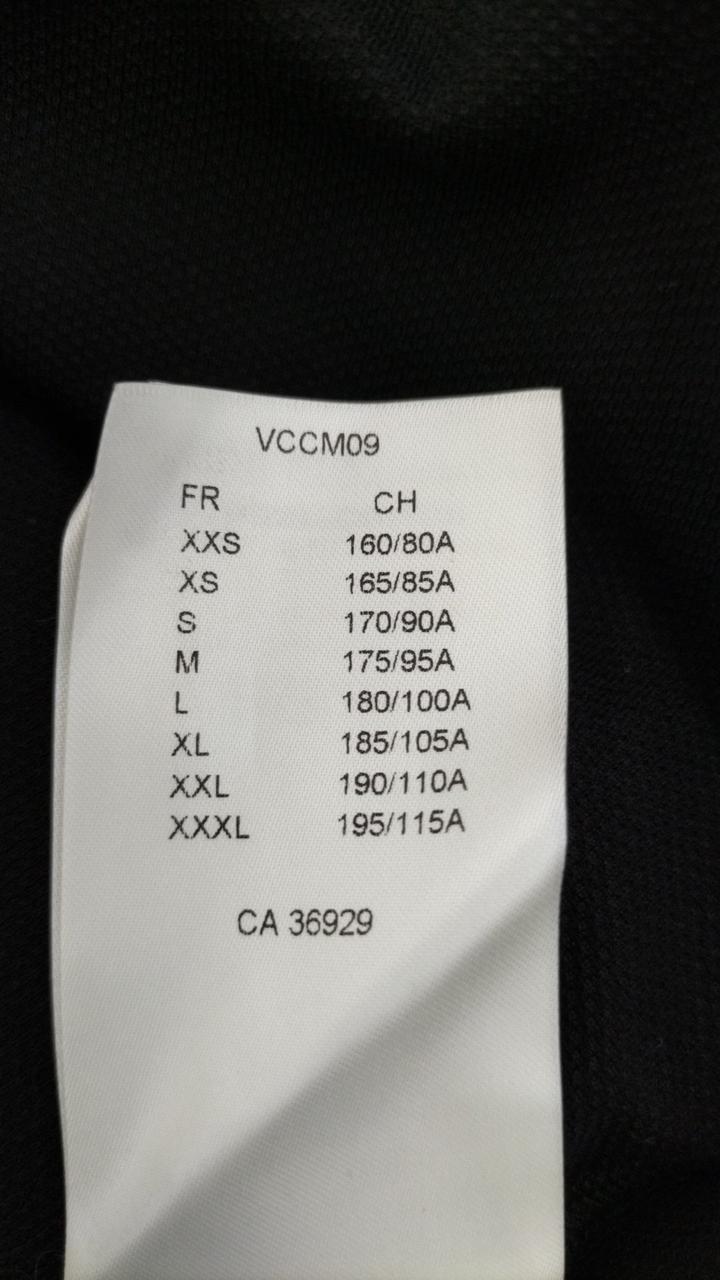 VCCM09
FR CH
XXS 160/80A
XS 165/85A
S 170/90A
M 175/95A
L 180/100A
XL 185/105A
XXL 190/110A
XXXL 195/115A
CA 36929